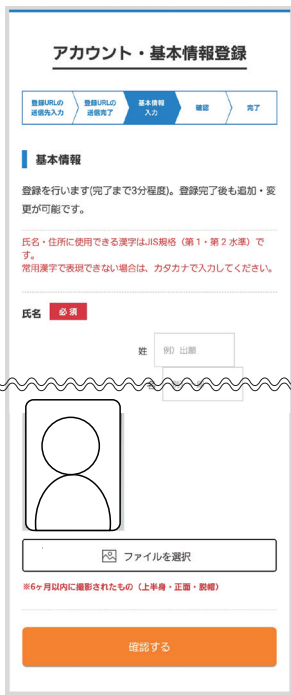 アカウント・基本情報登録
登録URLの
送信先入力
登録URLの
送信完了
基本情報
入力
確認
完了
基本情報
登録を行います(完了まで3分程度)。登録完了後も追加・変
更が可能です。
氏名・住所に使用できる漢字はJIS規格（第1・第2水準）で
す。
常用漢字で表現できない場合は、カタカナで入力してください。
氏名 必須
姓 例）出願
ファイルを選択
※6ヶ月以内に撮影されたもの（上半身・正面・脱帽）
確認する